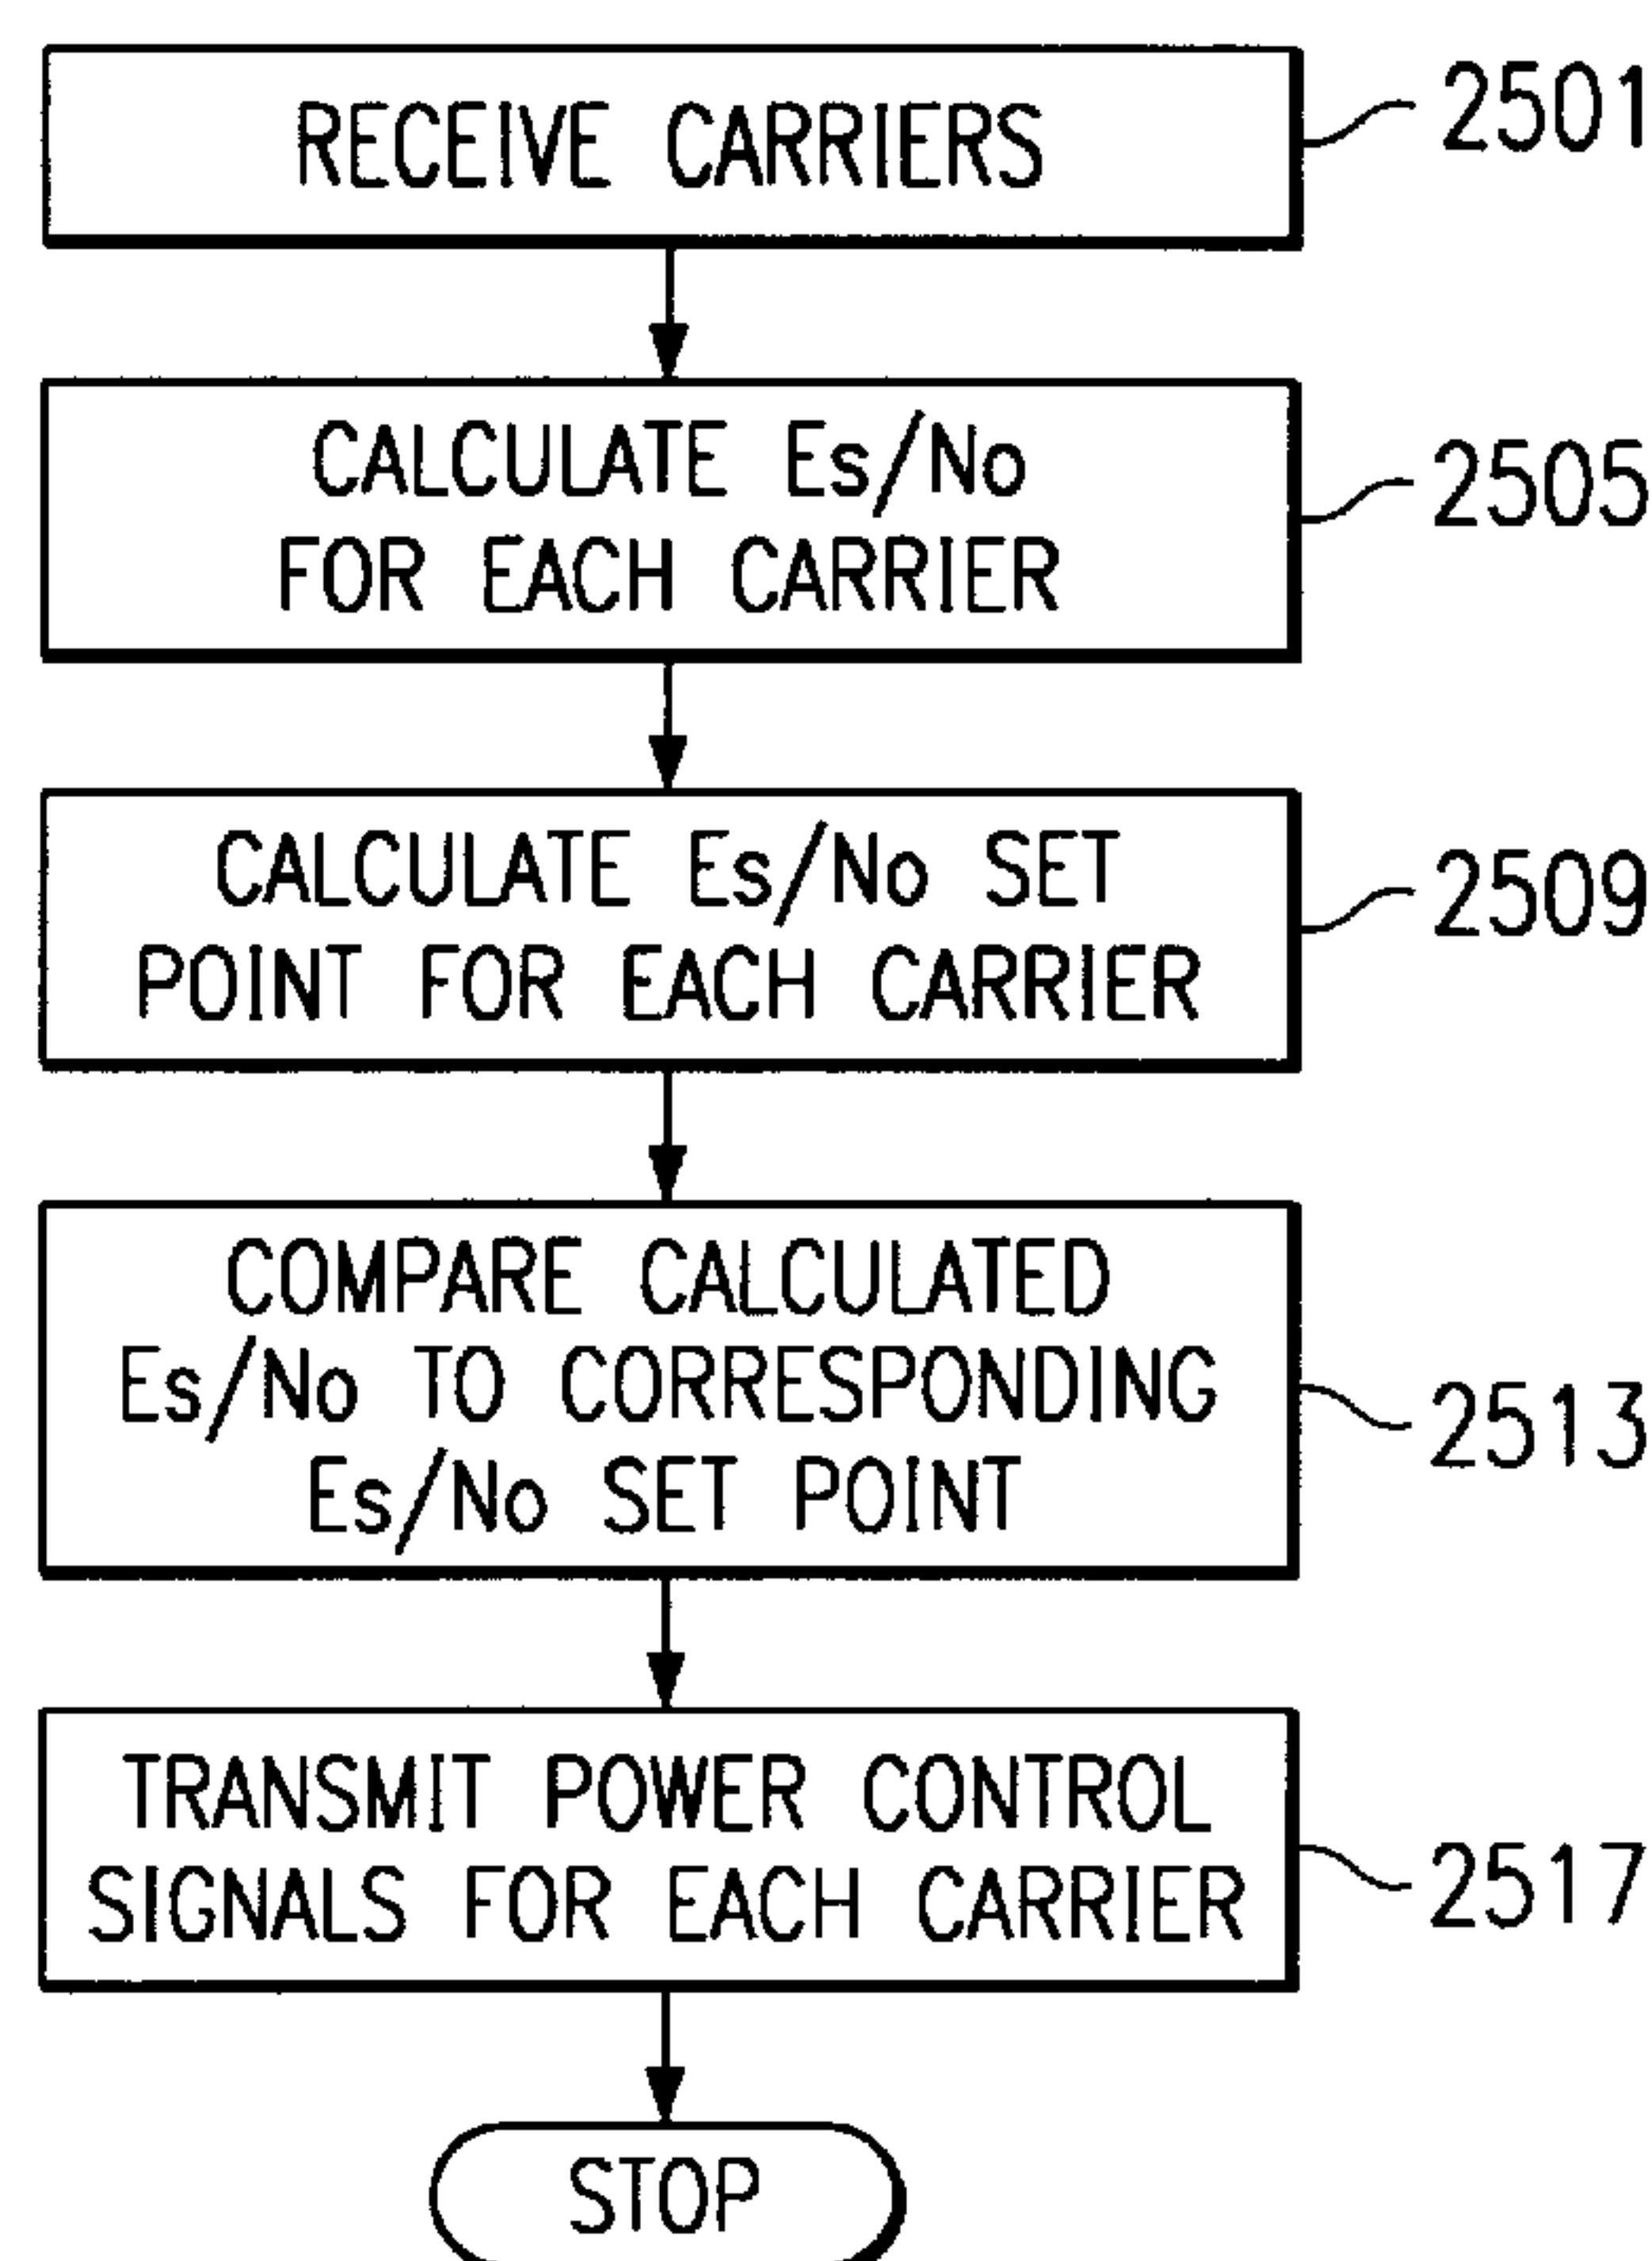 RECEIVE CARRIERS
2501
CALCULATE Es/No
FOR EACH CARRIER
2505
CALCULATE Es/No SET
POINT FOR EACH CARRIER
2509
COMPARE CALCULATED
Es/No TO CORRESPONDING
Es/No SET POINT
2513
TRANSMIT POWER CONTROL
SIGNALS FOR EACH CARRIER
2517
STOP